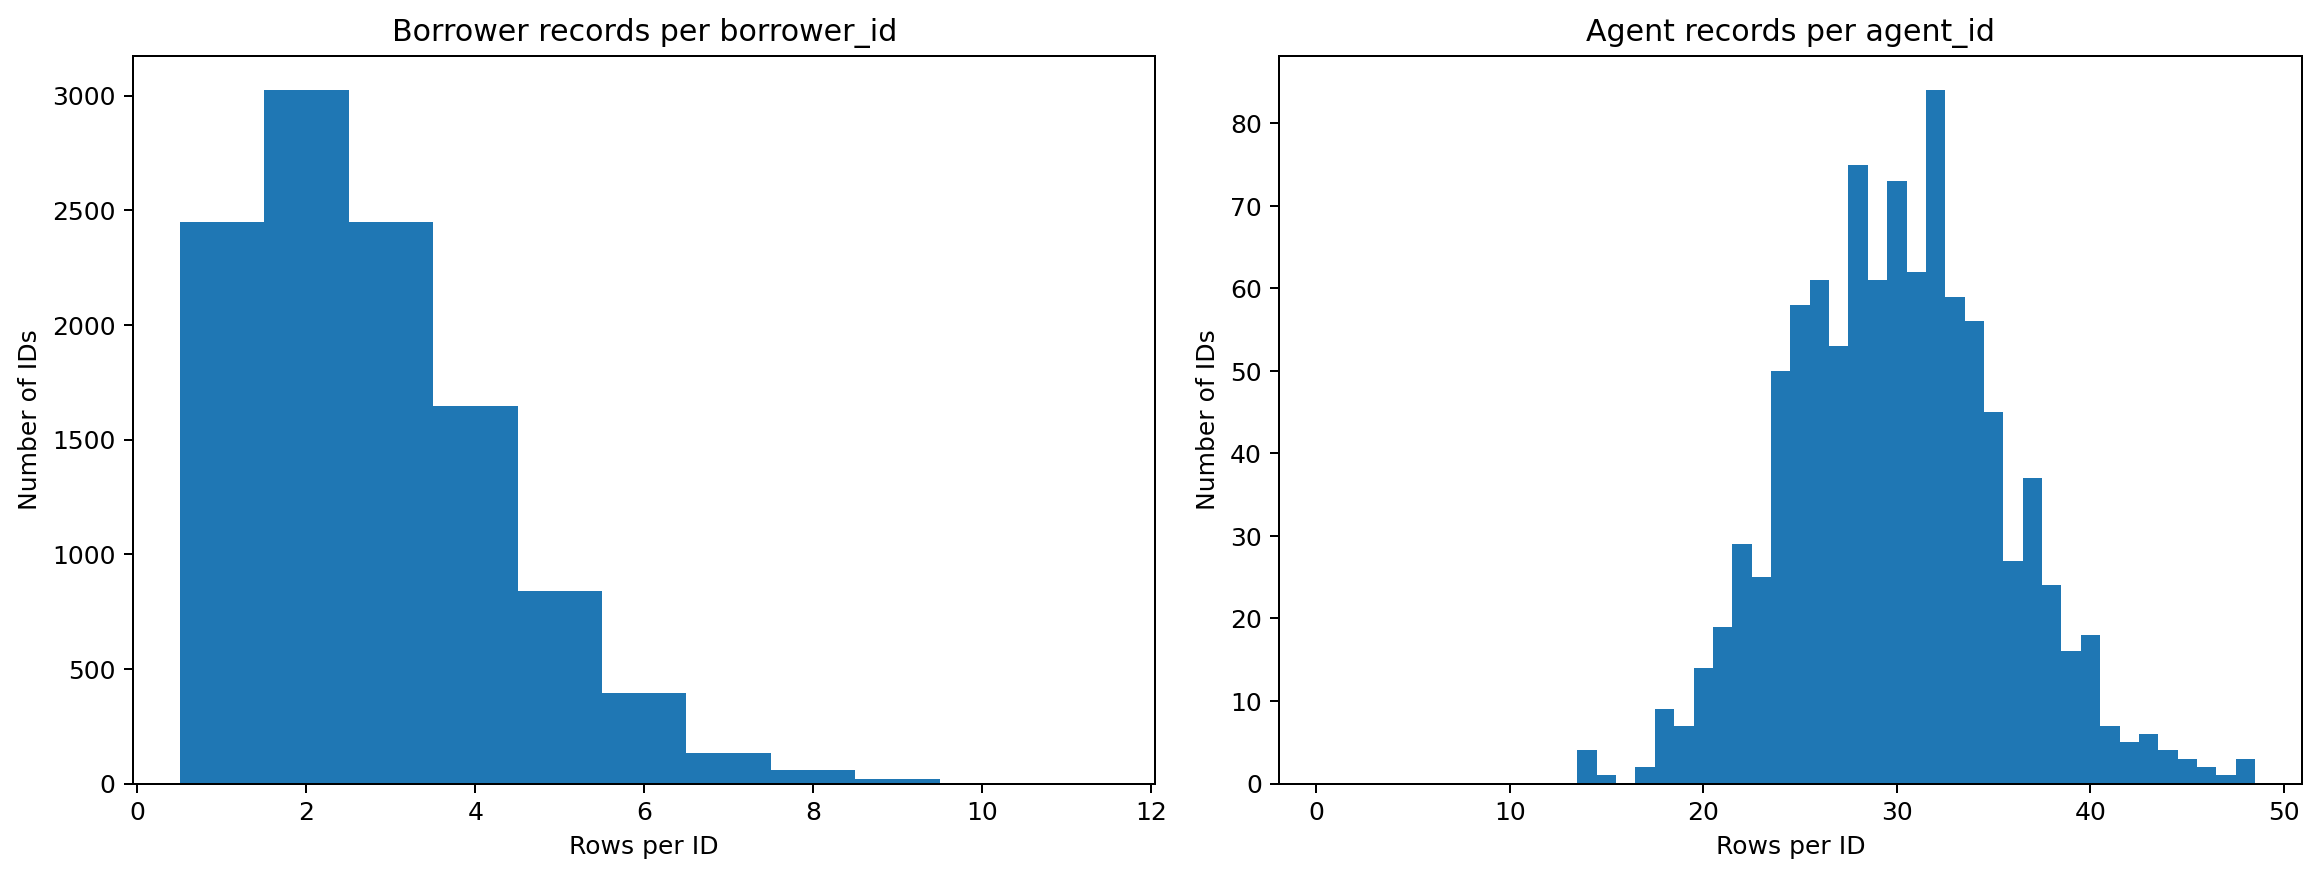 Borrower records per borrower_id
Number of IDs
3000
2500
2000
1500
1000
500
0
0 2 4 6 8 10 12
Rows per ID
Agent records per agent_id
Number of IDs
80
70
60
50
40
30
20
10
0
0 10 20 30 40 50
Rows per ID